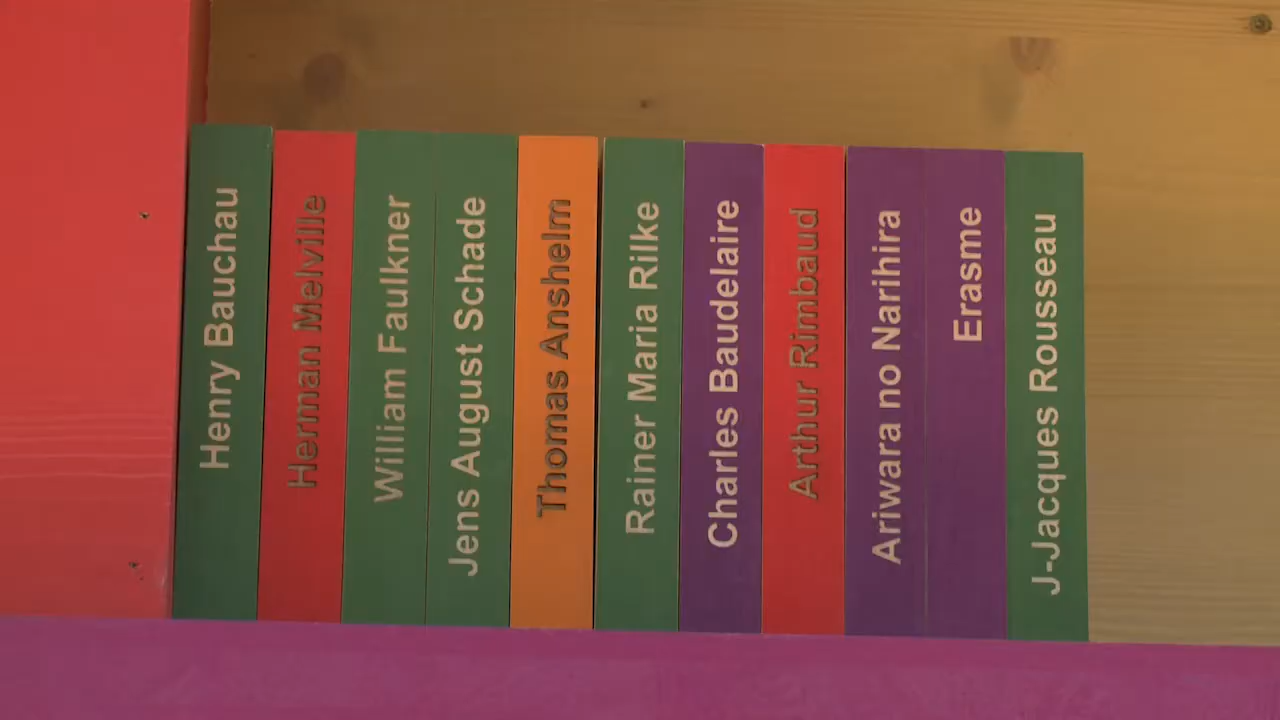 Henry Bauchau
Herman Melville
William Faulkner
Jens August Schade
Thomas Anshelm
Rainer Maria Rilke
Charles Baudelaire
Arthur Rimbaud
Ariwara no Narihira
Erasme
J-Jacques Rousseau